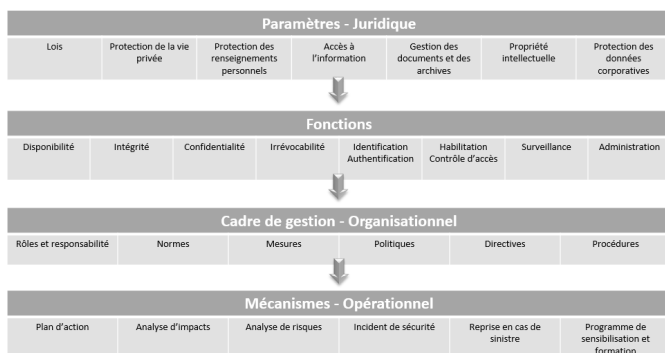 Paramètres - Juridique
Lois
Protection de la vie
privée
Protection des
renseignements
personnels
Accès à
l'information
Gestion des
documents et des
archives
Propriété
intellectuelle
Protection des
données
corporatives
Fonctions
Disponibilité
Intégrité
Confidentialité
Irrévocabilité
Identification
Authentification
Habilitation
Contrôle d'accès
Surveillance
Administration
Cadre de gestion - Organisationnel
Rôles et responsabilité
Normes
Mesures
Politiques
Directives
Procédures
Mécanismes - Opérationnel
Plan d'action
Analyse d'impacts
Analyse de risques
Incident de sécurité
Reprise en cas de
sinistre
Programme de
sensibilisation et
formation